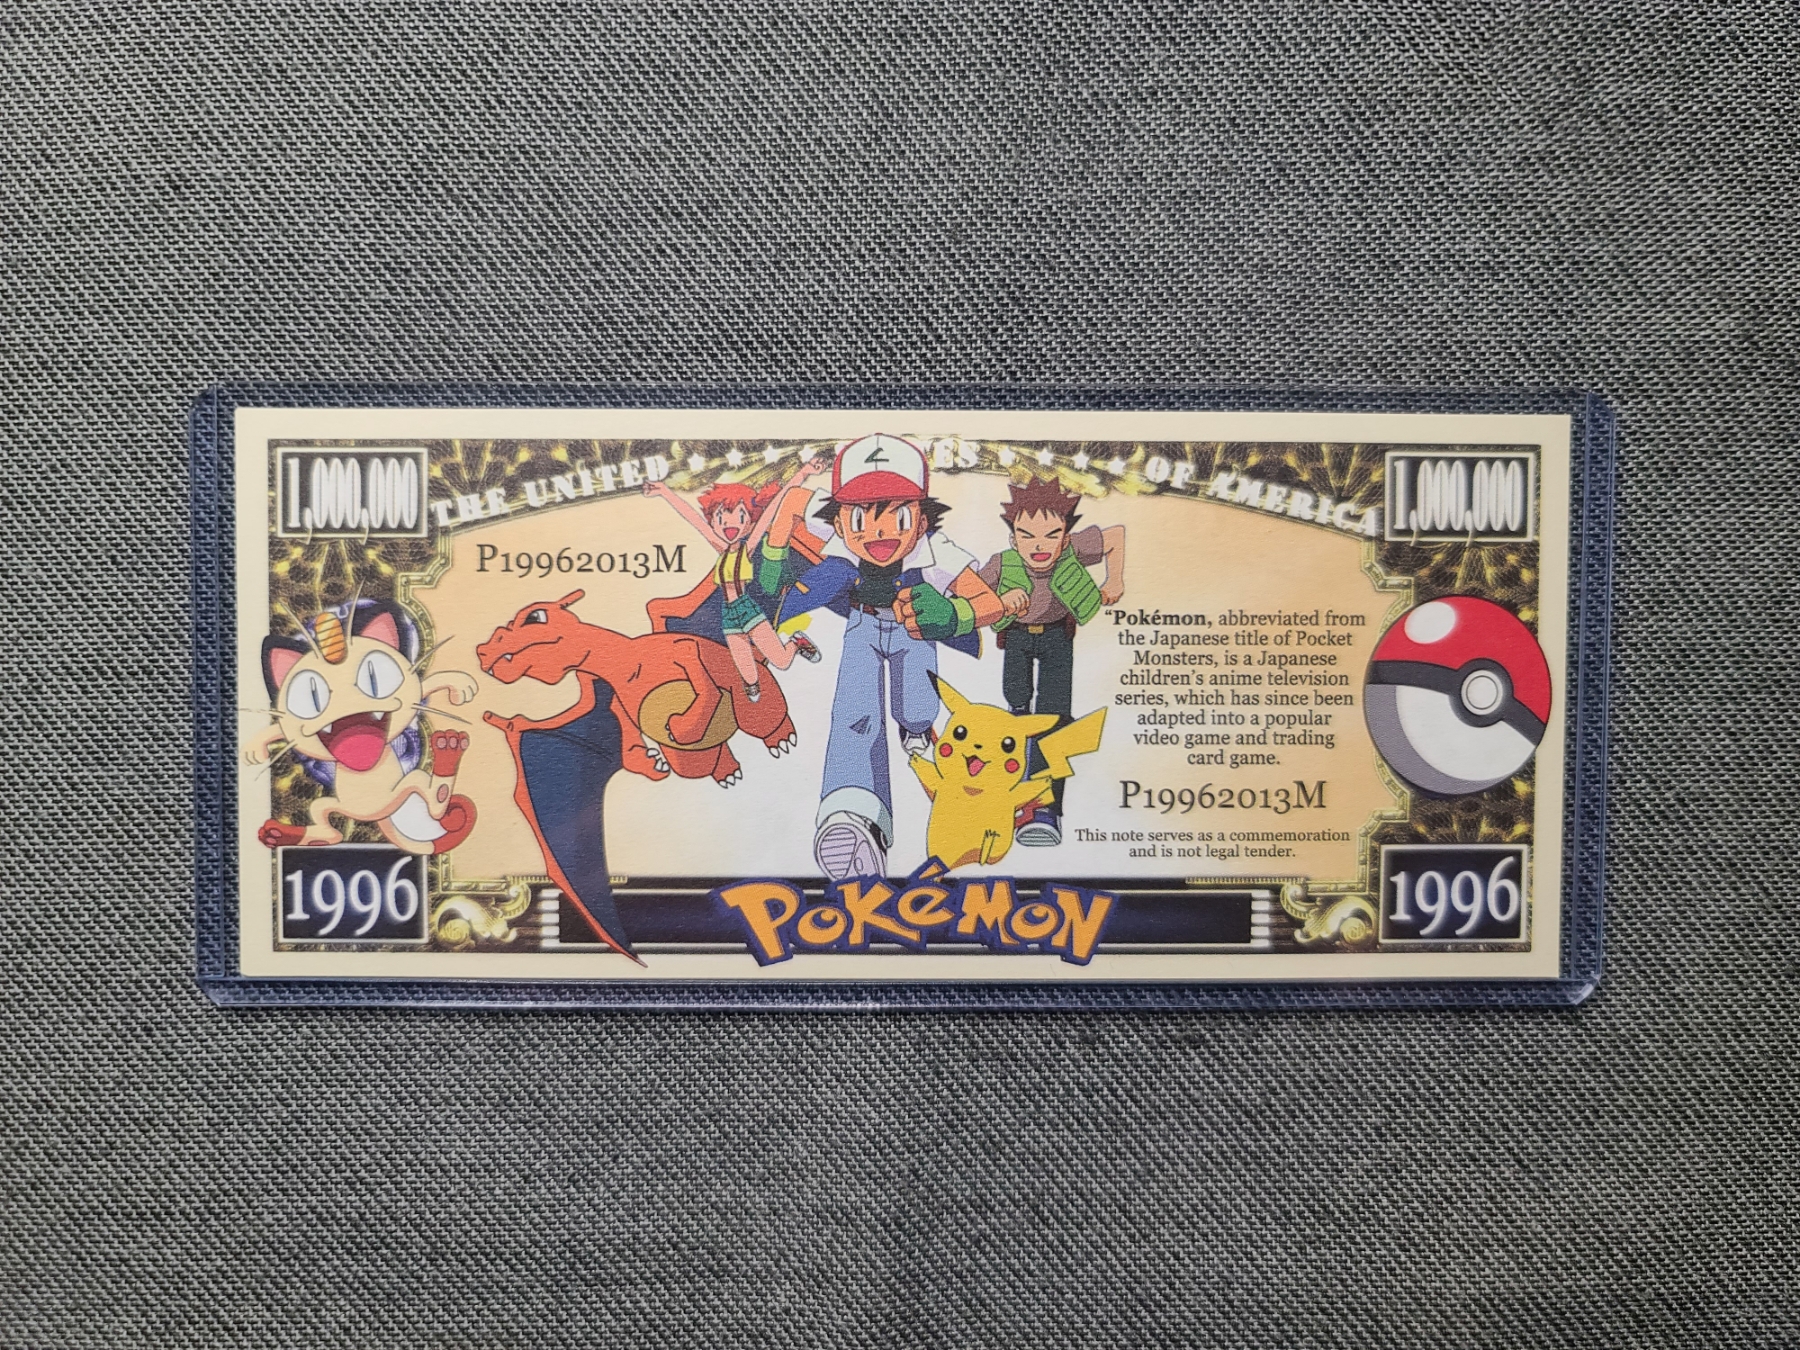 1,000,000
THE UNITED ES OF AMERICA
1,000,000
P19962013M
"Pokémon, abbreviated from
the Japanese title of Pocket
Monsters, is a Japanese
children's anime television
series, which has since been
adapted into a popular
video game and trading
card game.
P19962013M
This note serves as a commemoration
and is not legal tender.
1996
POKéMON
1996